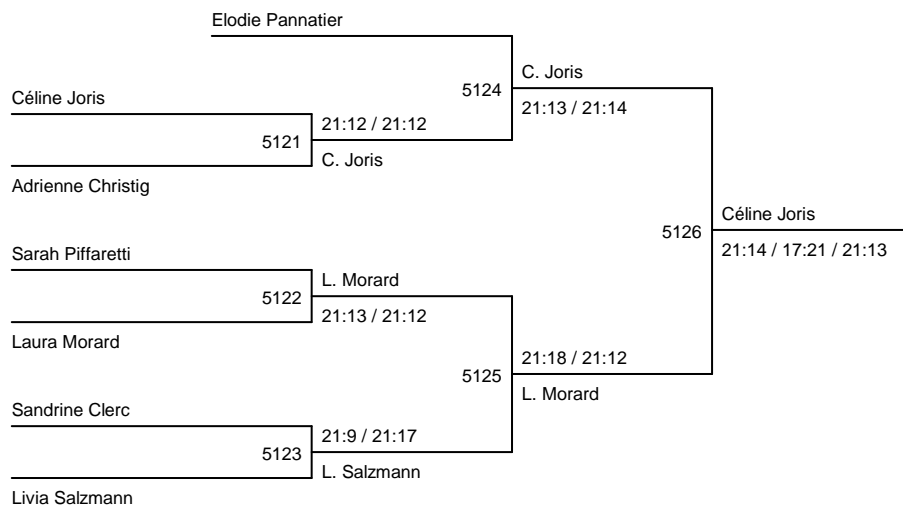 Elodie Pannatier
C. Joris
5124
Céline Joris
21:13 / 21:14
21:12 / 21:12
5121
C. Joris
Adrienne Christig
Céline Joris
5126
Sarah Piffaretti
21:14 / 17:21 / 21:13
L. Morard
5122
21:13 / 21:12
Laura Morard
21:18 / 21:12
5125
L. Morard
Sandrine Clerc
21:9 / 21:17
5123
L. Salzmann
Livia Salzmann